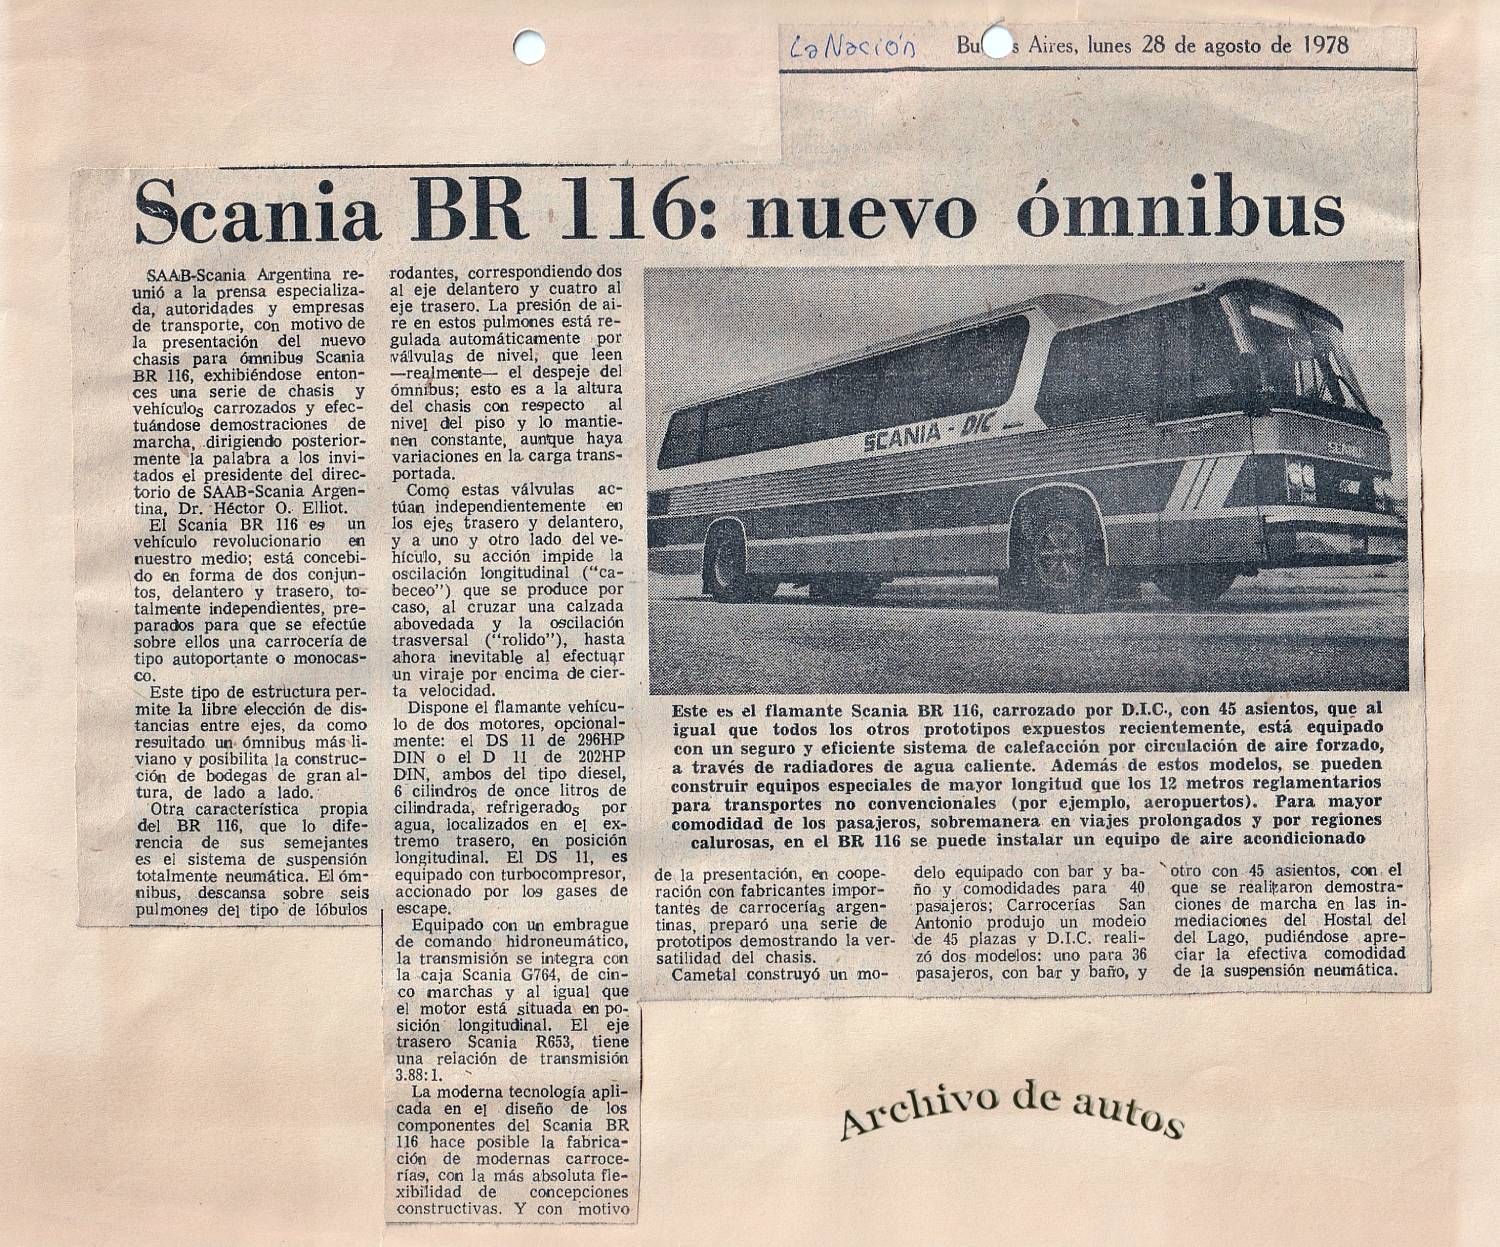 La Nación
Bu s Aires, lunes 28 de agosto de 1978
Scania BR 116: nuevo ómnibus
SAAB-Scania Argentina re-
unió a la prensa especializa-
da, autoridades y empresas
de transporte, con motivo de
la presentación del nuevo
chasis para ómnibus Scania
BR 116, exhibiéndose enton-
ces una serie de chasis y
vehículos carrozados y efec-
tuándose demostraciones de
marcha, dirigiendo posterior-
mente la palabra a los invi-
tados el presidente del direc-
torio de SAAB-Scania Argen-
tina, Dr. Héctor O. Elliot.
El Scania BR 116 es un
vehículo revolucionario en
nuestro medio; está concebi-
do en forma de dos conjun-
tos, delantero y trasero, to-
talmente independientes, pre-
parados para que se efectúe
sobre ellos una carrocería de
tipo autoportante o monocas-
co.
Este tipo de estructura per-
mite la libre elección de dis-
tancias entre ejes, da como
resultado un ómnibus más li-
viano y posibilita la construc-
ción de bodegas de gran al-
tura, de lado a lado.
Otra característica propia
del BR 116, que lo dife-
rencia de sus semejantes
es el sistema de suspensión
totalmente neumática. El óm-
nibus, descansa sobre seis
pulmones del tipo de lóbulos
rodantes, correspondiendo dos
al eje delantero y cuatro al
eje trasero. La presión de ai-
re en estos pulmones está re-
gulada automáticamente por
válvulas de nivel, que leen
—realmente— el despeje del
ómnibus; esto es a la altura
del chasis con respecto al
nivel del piso y lo mantie-
nen constante, aunque haya
variaciones en la carga trans-
portada.
Como estas válvulas ac-
túan independientemente en
los ejes trasero y delantero,
y a uno y otro lado del ve-
hículo, su acción impide la
oscilación longitudinal ("ca-
beceo") que se produce por
caso, al cruzar una calzada
abovedada y la oscilación
trasversal ("rolido"), hasta
ahora inevitable al efectuar
un viraje por encima de cier-
ta velocidad.
Dispone el flamante vehícu-
lo de dos motores, opcional-
mente: el DS 11 de 296HP
DIN o el D 11 de 202HP
DIN, ambos del tipo diesel,
6 cilindros de once litros de
cilindrada, refrigerados por
agua, localizados en el ex-
tremo trasero, en posición
longitudinal. El DS 11, es
equipado con turbocompresor,
accionado por los gases de
escape.
Equipado con un embrague
de comando hidroneumático,
la transmisión se integra con
la caja Scania G764, de cin-
co marchas y al igual que
el motor está situada en po-
sición longitudinal. El eje
trasero Scania R653, tiene
una relación de transmisión
3.88:1.
La moderna tecnología apli-
cada en el diseño de los
componentes del Scania BR
116 hace posible la fabrica-
ción de modernas carroce-
rías, con la más absoluta fle-
xibilidad de concepciones
constructivas. Y con motivo
SCANIA - DIC
Este es el flamante Scania BR 116, carrozado por D.I.C., con 45 asientos, que al
igual que todos los otros prototipos expuestos recientemente, está equipado
con un seguro y eficiente sistema de calefacción por circulación de aire forzado,
a través de radiadores de agua caliente. Además de estos modelos, se pueden
construir equipos especiales de mayor longitud que los 12 metros reglamentarios
para transportes no convencionales (por ejemplo, aeropuertos). Para mayor
comodidad de los pasajeros, sobremanera en viajes prolongados y por regiones
calurosas, en el BR 116 se puede instalar un equipo de aire acondicionado
de la presentación, en coope-
ración con fabricantes impor-
tantes de carrocerías argen-
tinas, preparó una serie de
prototipos demostrando la ver-
satilidad del chasis.
Cametal construyó un mo-
delo equipado con bar y ba-
ño y comodidades para 40
pasajeros; Carrocerías San
Antonio produjo un modelo
de 45 plazas y D.I.C. reali-
zó dos modelos: uno para 36
pasajeros, con bar y baño, y
otro con 45 asientos, con el
que se realizaron demostra-
ciones de marcha en las in-
mediaciones del Hostal del
del Lago, pudiéndose apre-
ciar la efectiva comodidad
de la suspensión neumática.
Archivo de autos